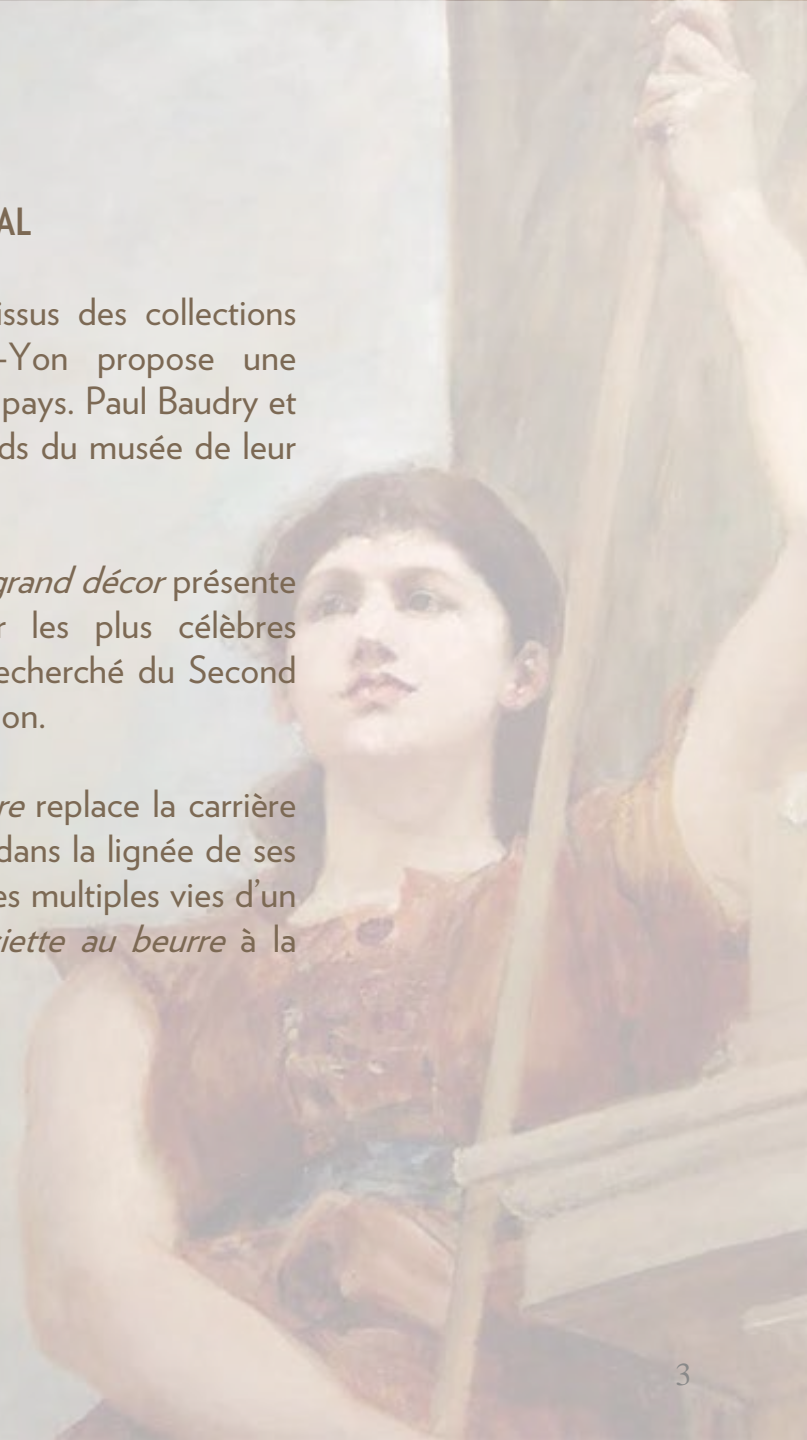 AL
issus des collections
-Yon propose une
pays. Paul Baudry et
ds du musée de leur
grand décor présente
r les plus célèbres
echerché du Second
on.
re replace la carrière
dans la lignée de ses
es multiples vies d'un
iette au beurre à la
3